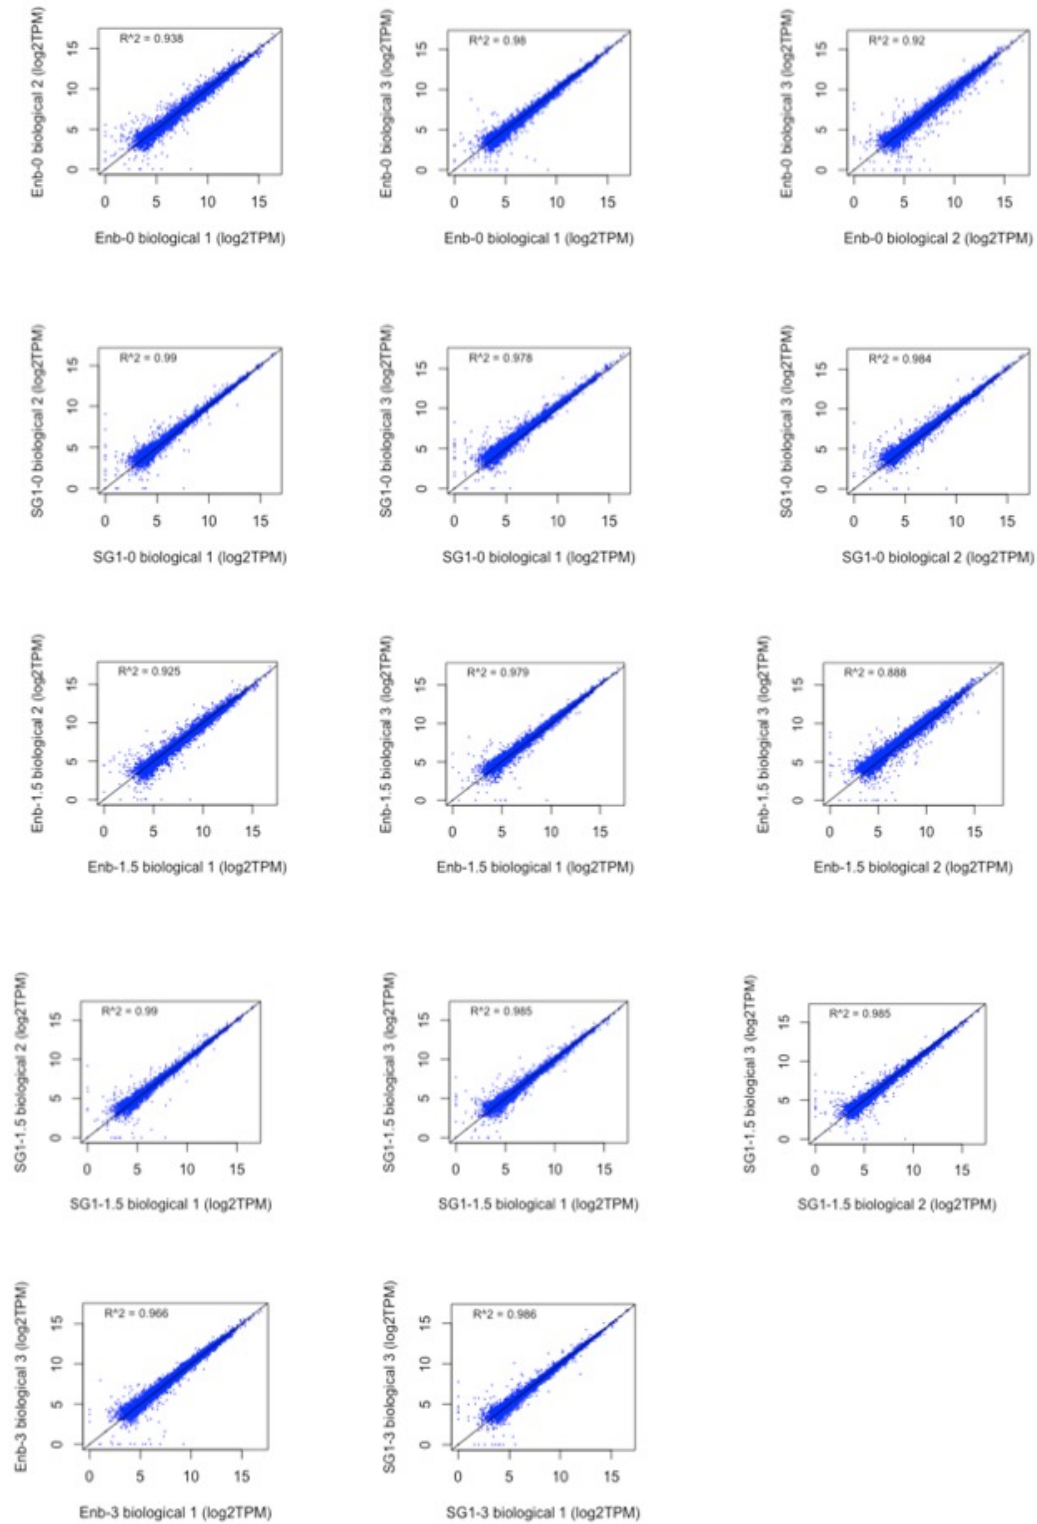 Enb-0 biological 2 (log2TPM)
15
10
5
0
R^2 = 0.938
0 5 10 15
Enb-0 biological 1 (log2TPM)
Enb-0 biological 3 (log2TPM)
15
10
5
0
R^2 = 0.98
0 5 10 15
Enb-0 biological 1 (log2TPM)
Enb-0 biological 3 (log2TPM)
15
10
5
0
R^2 = 0.92
0 5 10 15
Enb-0 biological 2 (log2TPM)
SG1-0 biological 2 (log2TPM)
15
10
5
0
R^2 = 0.99
0 5 10 15
SG1-0 biological 1 (log2TPM)
SG1-0 biological 3 (log2TPM)
15
10
5
0
R^2 = 0.978
0 5 10 15
SG1-0 biological 1 (log2TPM)
SG1-0 biological 3 (log2TPM)
15
10
5
0
R^2 = 0.984
0 5 10 15
SG1-0 biological 2 (log2TPM)
Enb-1.5 biological 2 (log2TPM)
15
10
5
0
R^2 = 0.925
0 5 10 15
Enb-1.5 biological 1 (log2TPM)
Enb-1.5 biological 3 (log2TPM)
15
10
5
0
R^2 = 0.979
0 5 10 15
Enb-1.5 biological 1 (log2TPM)
Enb-1.5 biological 3 (log2TPM)
15
10
5
0
R^2 = 0.888
0 5 10 15
Enb-1.5 biological 2 (log2TPM)
SG1-1.5 biological 2 (log2TPM)
15
10
5
0
R^2 = 0.99
0 5 10 15
SG1-1.5 biological 1 (log2TPM)
SG1-1.5 biological 3 (log2TPM)
15
10
5
0
R^2 = 0.985
0 5 10 15
SG1-1.5 biological 1 (log2TPM)
SG1-1.5 biological 3 (log2TPM)
15
10
5
0
R^2 = 0.985
0 5 10 15
SG1-1.5 biological 2 (log2TPM)
Enb-3 biological 3 (log2TPM)
15
10
5
0
R^2 = 0.966
0 5 10 15
Enb-3 biological 1 (log2TPM)
SG1-3 biological 3 (log2TPM)
15
10
5
0
R^2 = 0.986
0 5 10 15
SG1-3 biological 1 (log2TPM)